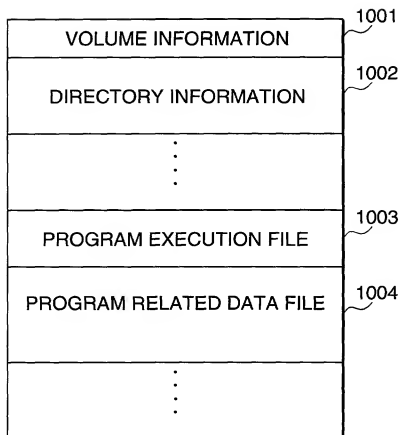 1001
VOLUME INFORMATION
1002
DIRECTORY INFORMATION
1003
PROGRAM EXECUTION FILE
1004
PROGRAM RELATED DATA FILE